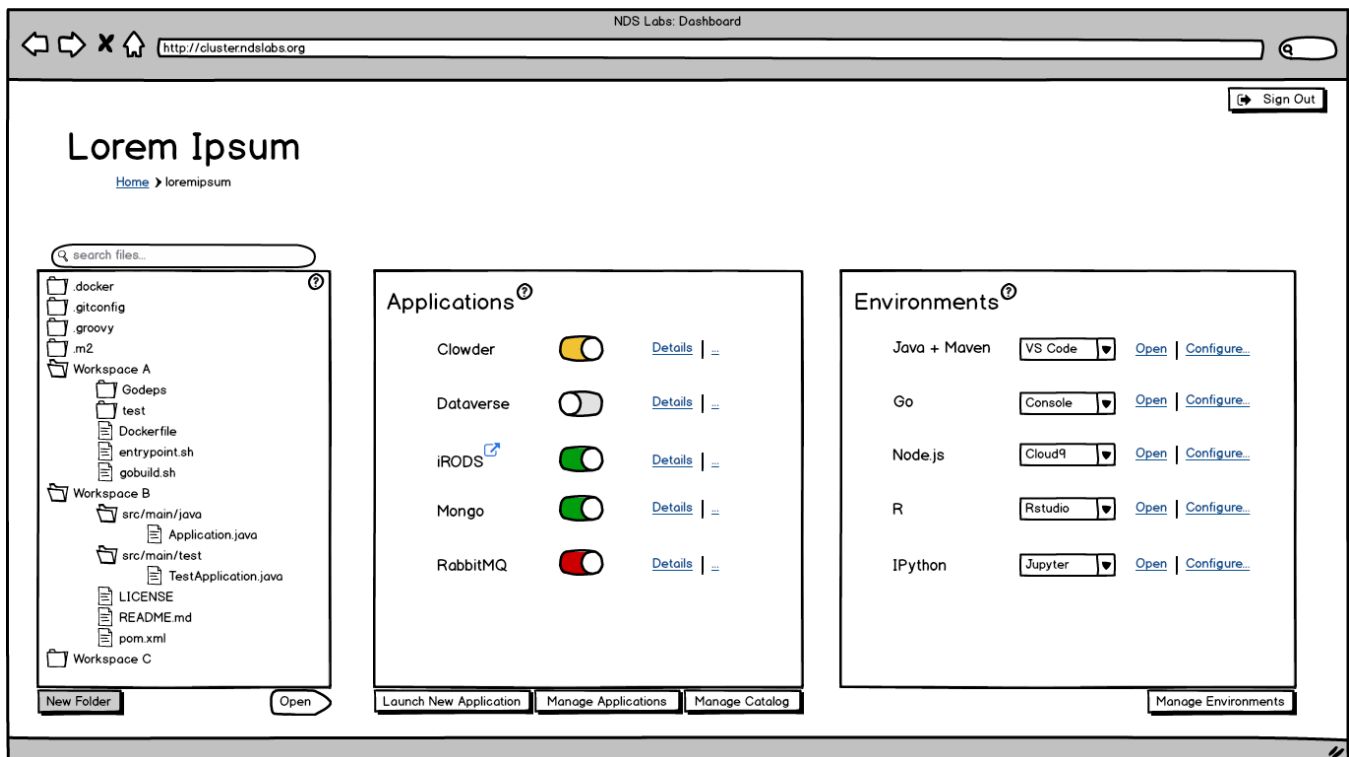 NDS Labs: Dashboard
http://cluster.ndslabs.org
Sign Out
Lorem Ipsum
Home > loremipsum
search files...
?
.docker
.gitconfig
.groovy
.m2
Workspace A
Godeps
test
Dockerfile
entrypoint.sh
gobuild.sh
Workspace B
src/main/java
Application.java
src/main/test
TestApplication.java
LICENSE
README.md
pom.xml
Workspace C
New Folder
Open
Applications ?
Clowder Details | ...
Dataverse Details | ...
iRODS Details | ...
Mongo Details | ...
RabbitMQ Details | ...
Launch New Application
Manage Applications
Manage Catalog
Environments ?
Java + Maven VS Code Open | Configure...
Go Console Open | Configure...
Node.js Cloud9 Open | Configure...
R Rstudio Open | Configure...
IPython Jupyter Open | Configure...
Manage Environments